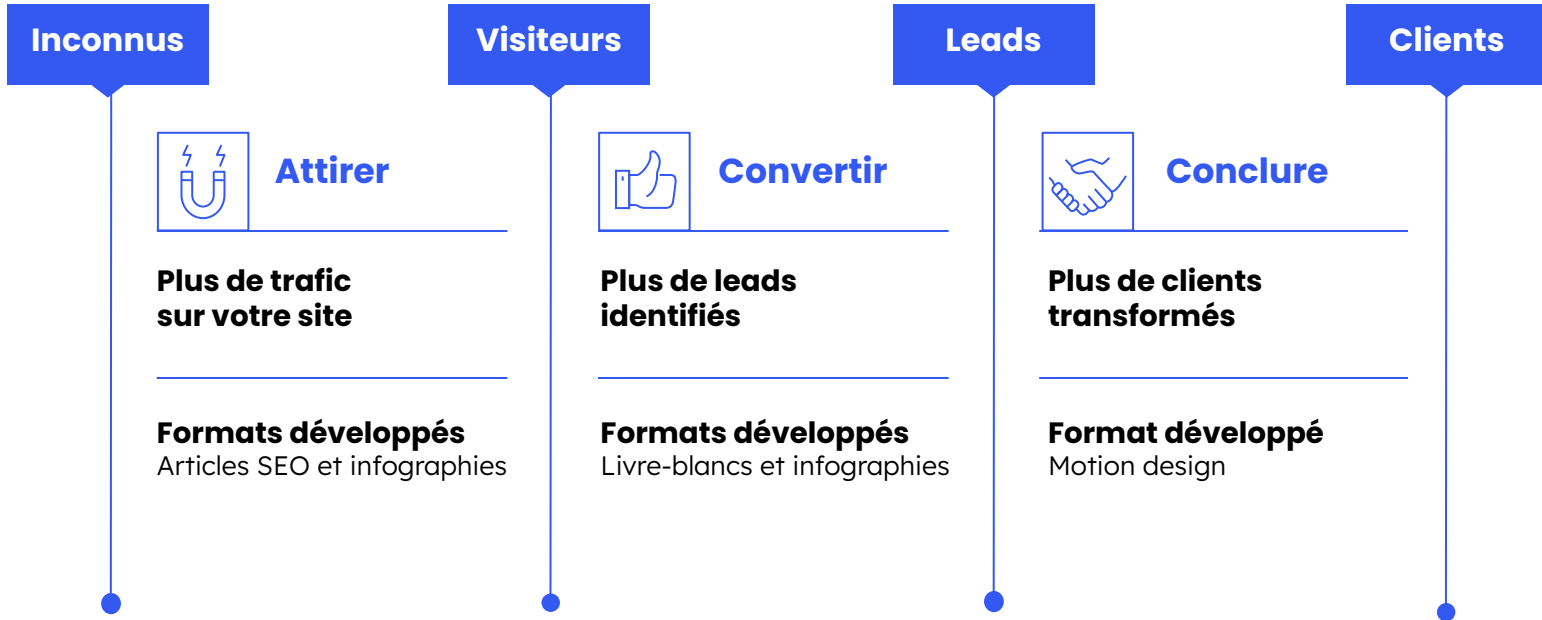 Inconnus
Visiteurs
Leads
Clients
Attirer
Plus de trafic
sur votre site
Formats développés
Articles SEO et infographies
Convertir
Plus de leads
identifiés
Formats développés
Livre-blancs et infographies
Conclure
Plus de clients
transformés
Format développé
Motion design